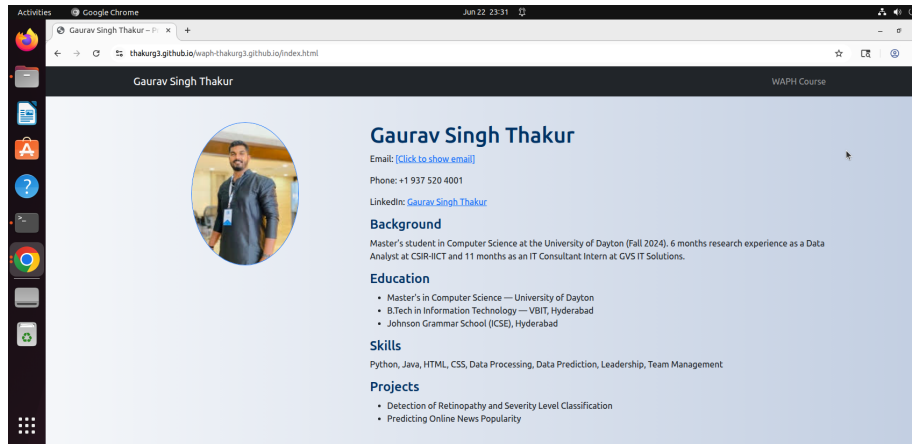 Activities
Google Chrome
Jun 22 23:31
Gaurav Singh Thakur – P
thakurg3.github.io/waph-thakurg3.github.io/index.html
Gaurav Singh Thakur
WAPH Course
Gaurav Singh Thakur
Email: [Click to show email]
Phone: +1 937 520 4001
LinkedIn: Gaurav Singh Thakur
Background
Master's student in Computer Science at the University of Dayton (Fall 2024). 6 months research experience as a Data
Analyst at CSIR-IICT and 11 months as an IT Consultant Intern at GVS IT Solutions.
Education
• Master's in Computer Science — University of Dayton
• B.Tech in Information Technology — VBIT, Hyderabad
• Johnson Grammar School (ICSE), Hyderabad
Skills
Python, Java, HTML, CSS, Data Processing, Data Prediction, Leadership, Team Management
Projects
• Detection of Retinopathy and Severity Level Classification
• Predicting Online News Popularity